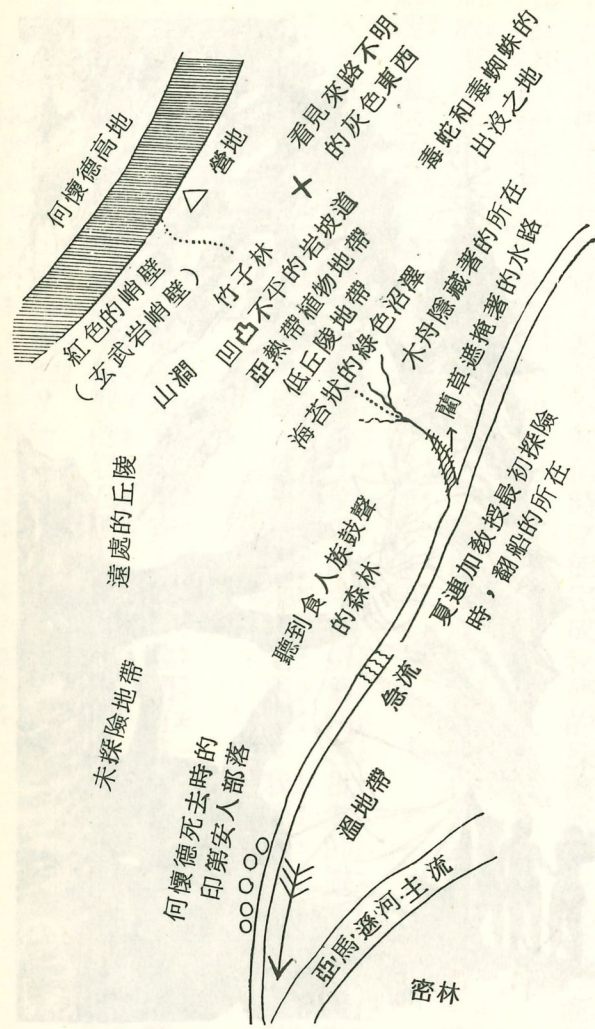 何懷德高地
營地
看見來路不明
的灰色東西
毒蛇和毒蜘蛛的
出沒之地
紅色的峭壁
（玄武岩峭壁）
竹子林
山澗
凹凸不平的岩坡道
亞熱帶植物地帶
低丘陵地帶
海苔狀的綠色沼澤
木舟隱藏著的所在
藺草遮掩著的水路
遠處的丘陵
聽到食人族鼓聲
的森林
夏連加教授最初探險
時，翻船的所在
急流
未探險地帶
何懷德死去時的
印第安人部落
溫地帶
亞·馬·遜·河·主·流
密林